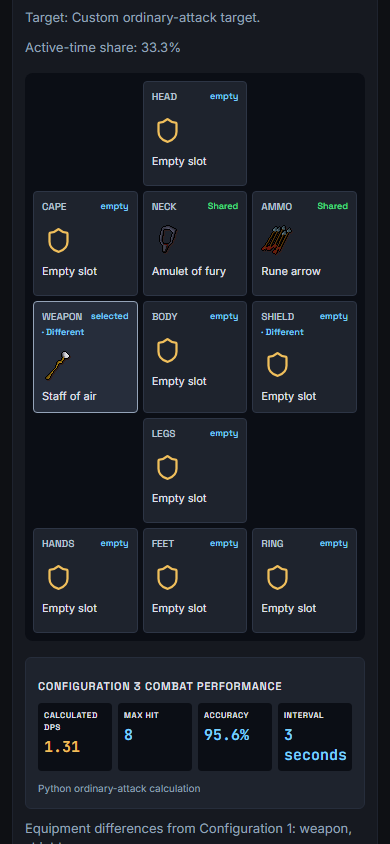 Target: Custom ordinary-attack target.
Active-time share: 33.3%
HEAD empty
Empty slot
CAPE empty
Empty slot
NECK Shared
Amulet of fury
AMMO Shared
Rune arrow
WEAPON selected
· Different
Staff of air
BODY empty
Empty slot
SHIELD empty
· Different
Empty slot
LEGS empty
Empty slot
HANDS empty
Empty slot
FEET empty
Empty slot
RING empty
Empty slot
CONFIGURATION 3 COMBAT PERFORMANCE
CALCULATED
DPS
1.31
MAX HIT
8
ACCURACY
95.6%
INTERVAL
3
seconds
Python ordinary-attack calculation
Equipment differences from Configuration 1: weapon,